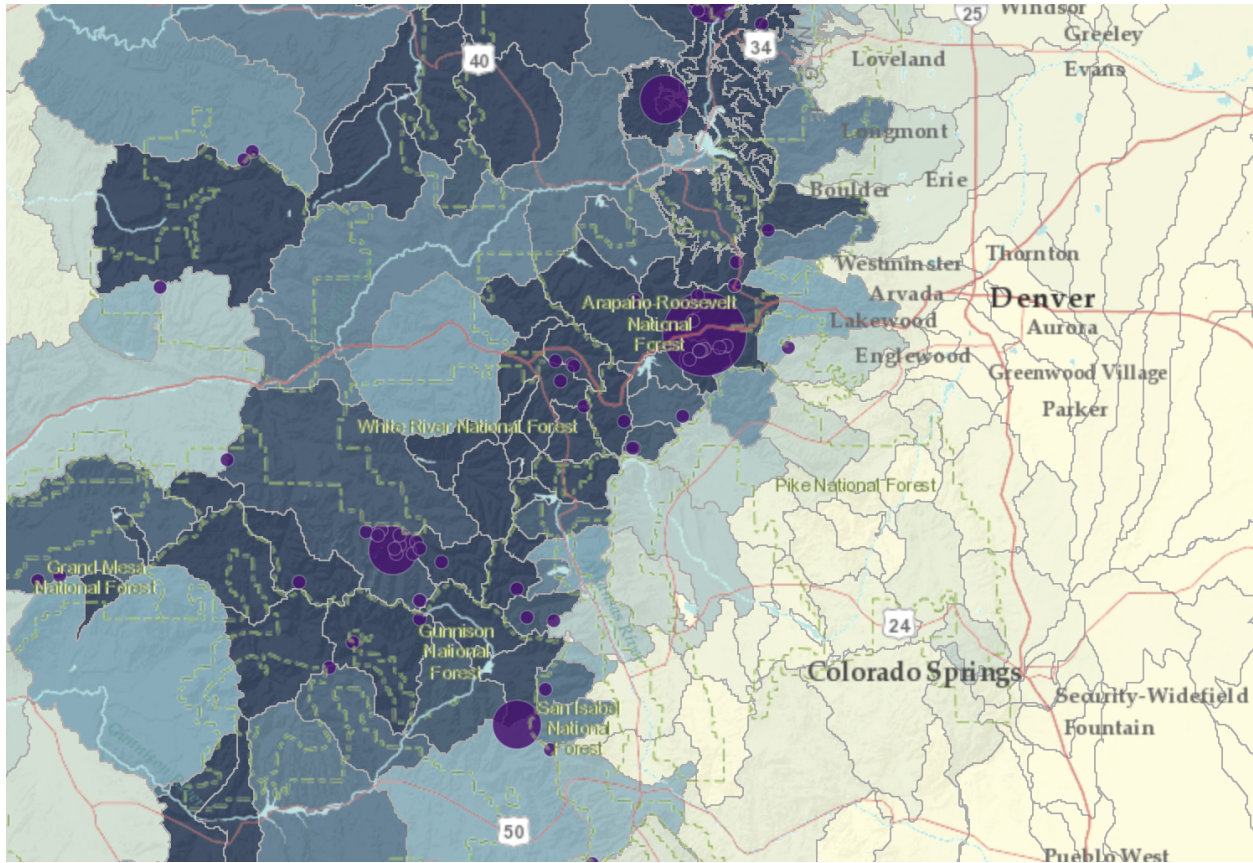 25
Windsor
40
34
Greeley
Loveland
Evans
Longmont
Boulder
Erie
Westminster
Thornton
Arvada
Denver
Arapaho-Roosevelt
National
Forest
Lakewood
Aurora
Englewood
Greenwood Village
Parker
White River National Forest
Pike National Forest
Grand Mesa
National Forest
Gunnison
National
Forest
24
Colorado Springs
Security-Widefield
Fountain
San Isabel
National
Forest
50
Pueblo West